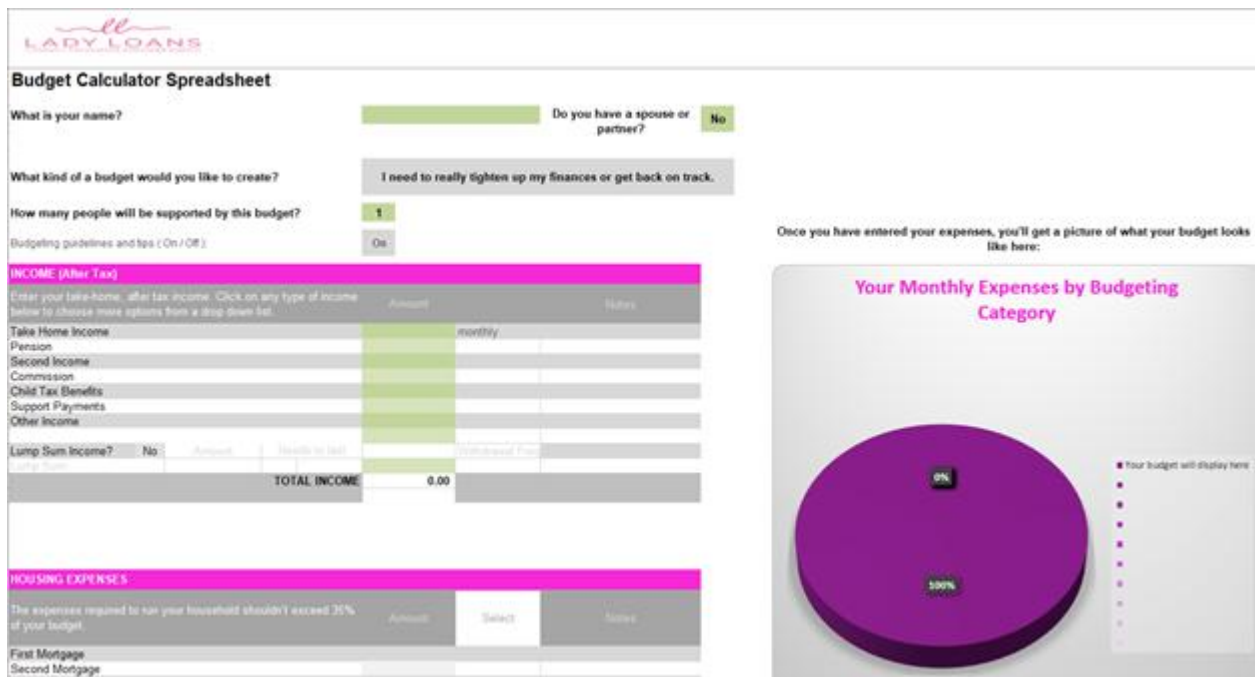 LADY LOANS
Budget Calculator Spreadsheet
What is your name?
Do you have a spouse or
partner?
No
What kind of a budget would you like to create?
I need to really tighten up my finances or get back on track.
How many people will be supported by this budget?
1
Budgeting guidelines and tips ( On / Off )
On
INCOME (After Tax)
Enter your take-home, after tax income. Click on any type of income
below to choose more options from a drop down list.
Amount
Notes
Take Home Income
monthly
Pension
Second Income
Commission
Child Tax Benefits
Support Payments
Other Income
Lump Sum Income?
No
Amount
Needs to last
Withdrawal
Lump Sum
TOTAL INCOME
0.00
HOUSING EXPENSES
The expenses required to run your household shouldn't exceed 35%
of your budget.
Amount
Select
Notes
First Mortgage
Second Mortgage
Once you have entered your expenses, you'll get a picture of what your budget looks
like here:
Your Monthly Expenses by Budgeting
Category
0%
100%
Your budget will display here